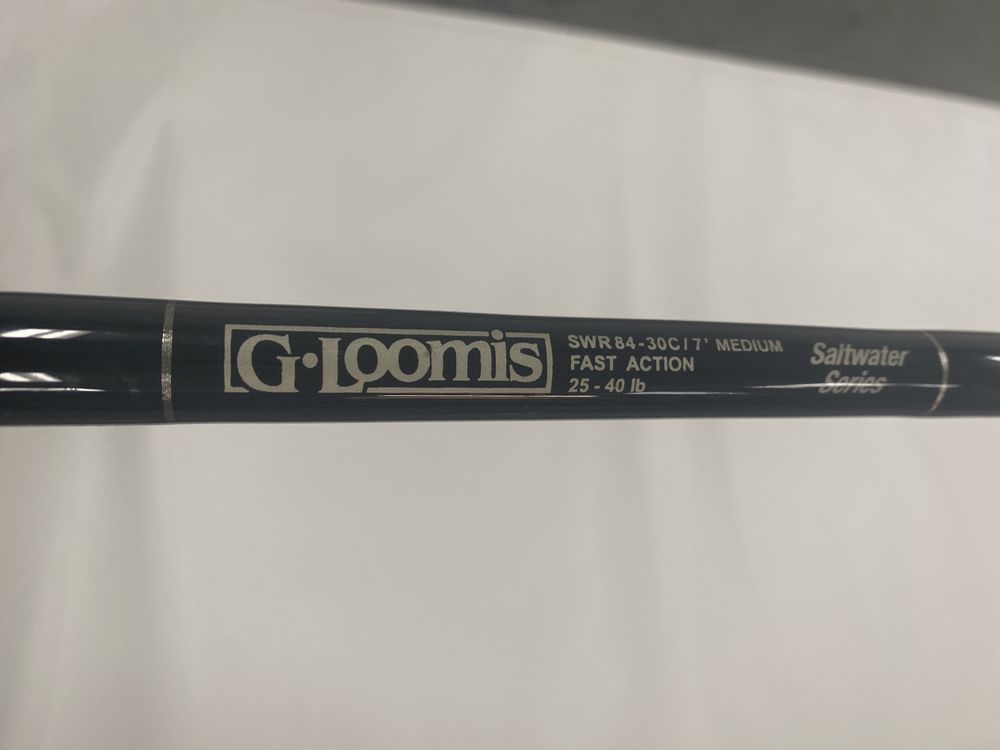 G·Loomis
SWR 84-30C / 7' MEDIUM
FAST ACTION
25 - 40 lb
Saltwater
Series